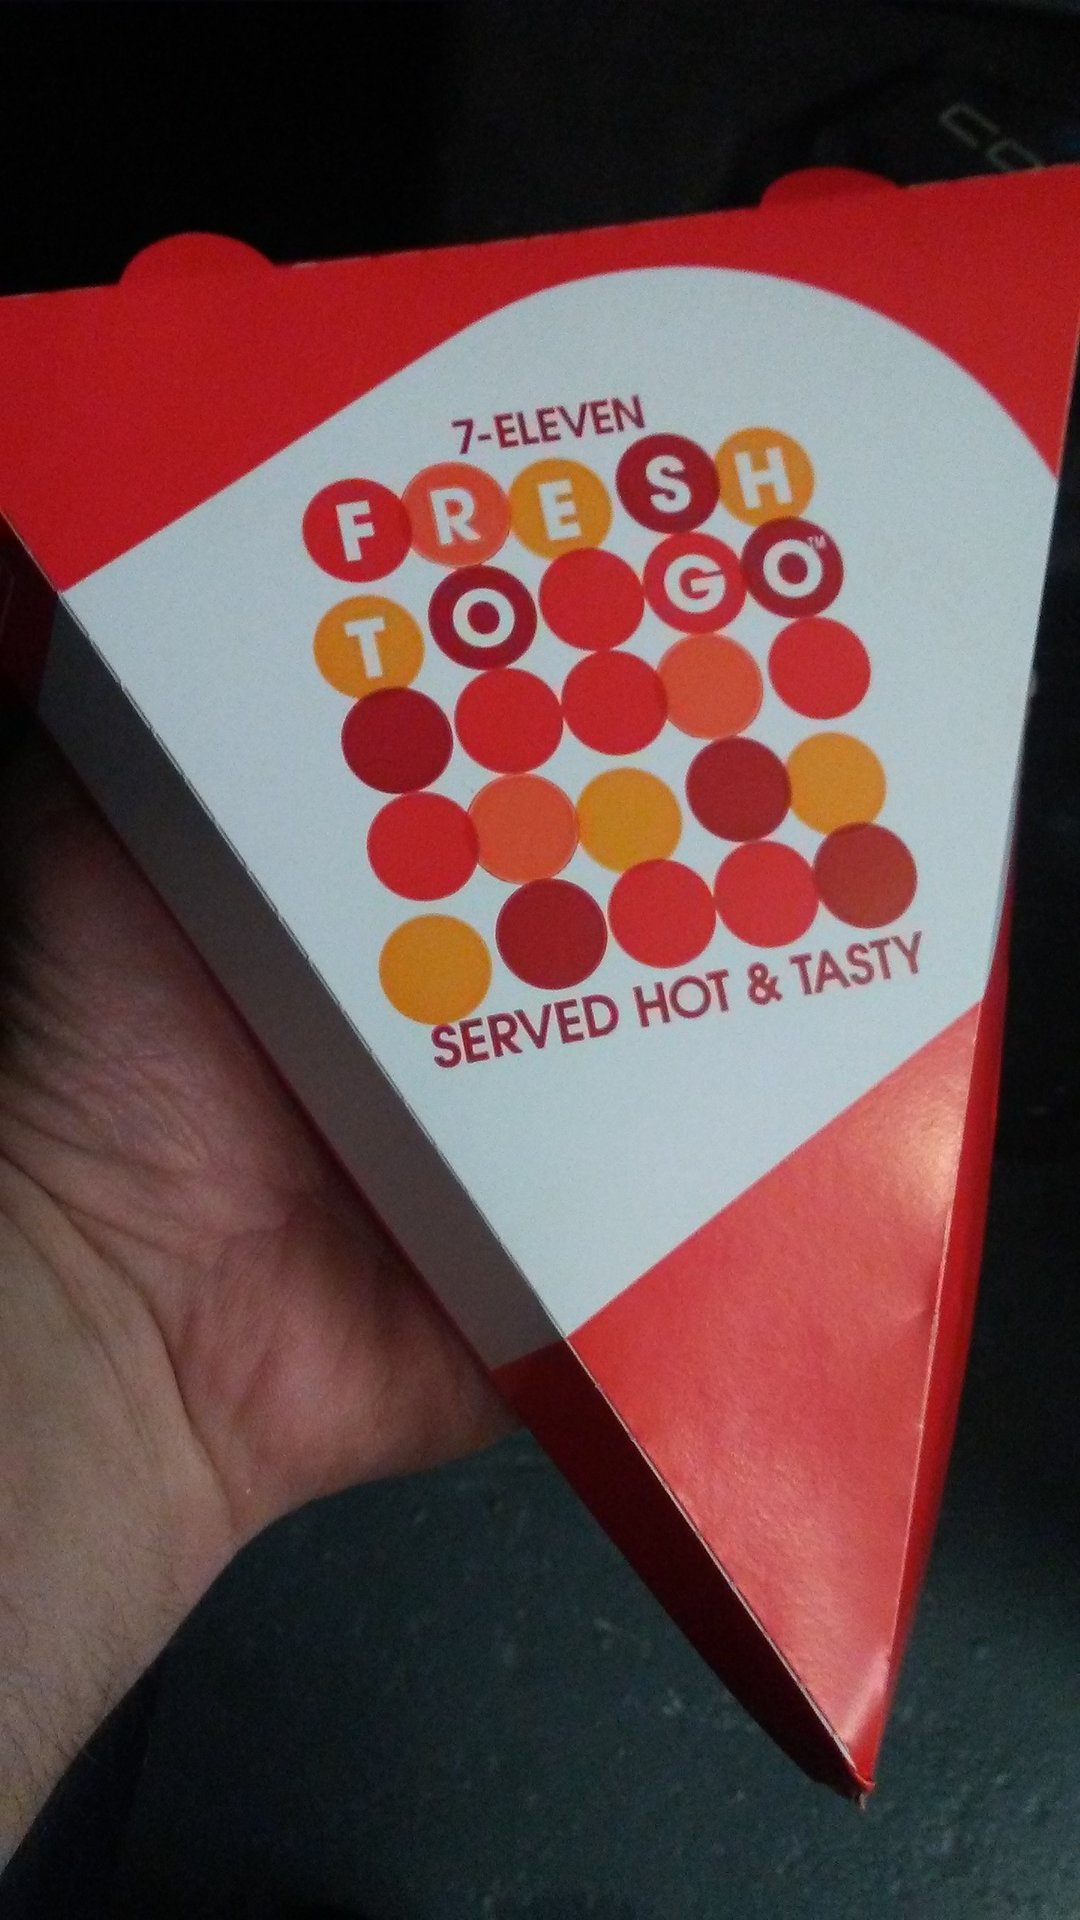 7-ELEVEN
FRESH
TO GO™
SERVED HOT & TASTY